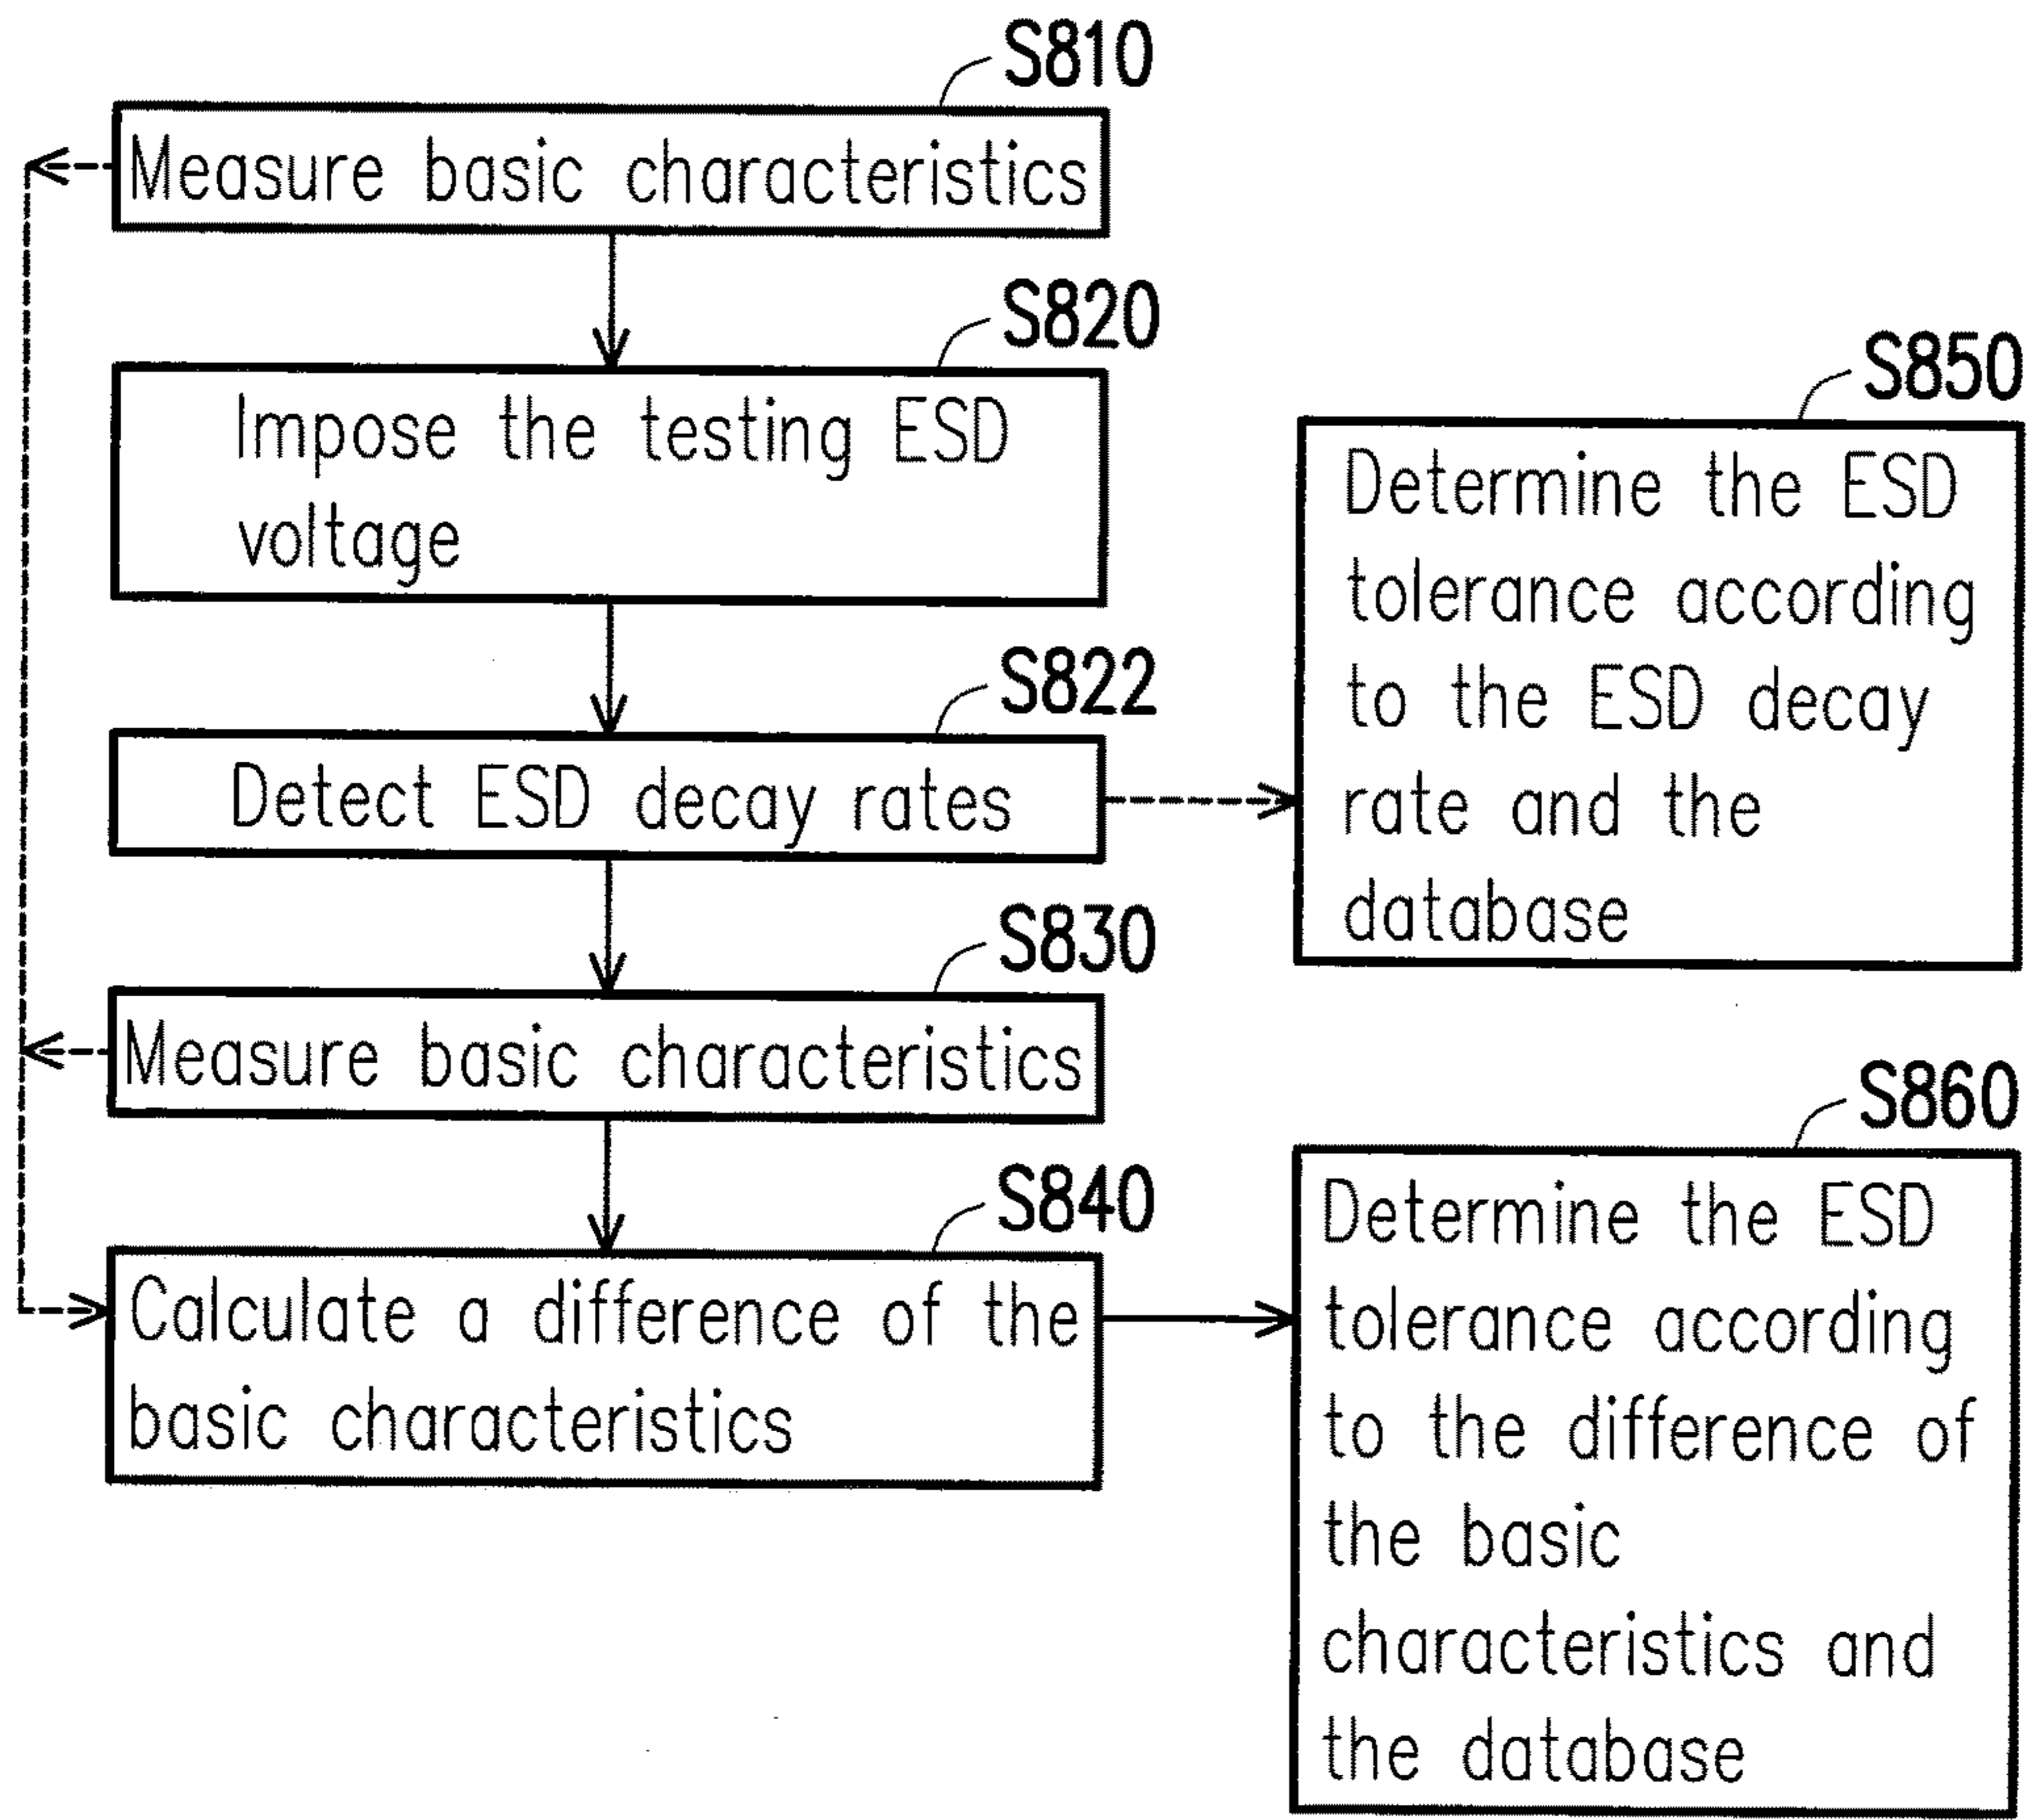 S810
Measure basic characteristics
S820
Impose the testing ESD
voltage
S822
Detect ESD decay rates
S830
Measure basic characteristics
S840
Calculate a difference of the
basic characteristics
S850
Determine the ESD
tolerance according
to the ESD decay
rate and the
database
S860
Determine the ESD
tolerance according
to the difference of
the basic
characteristics and
the database